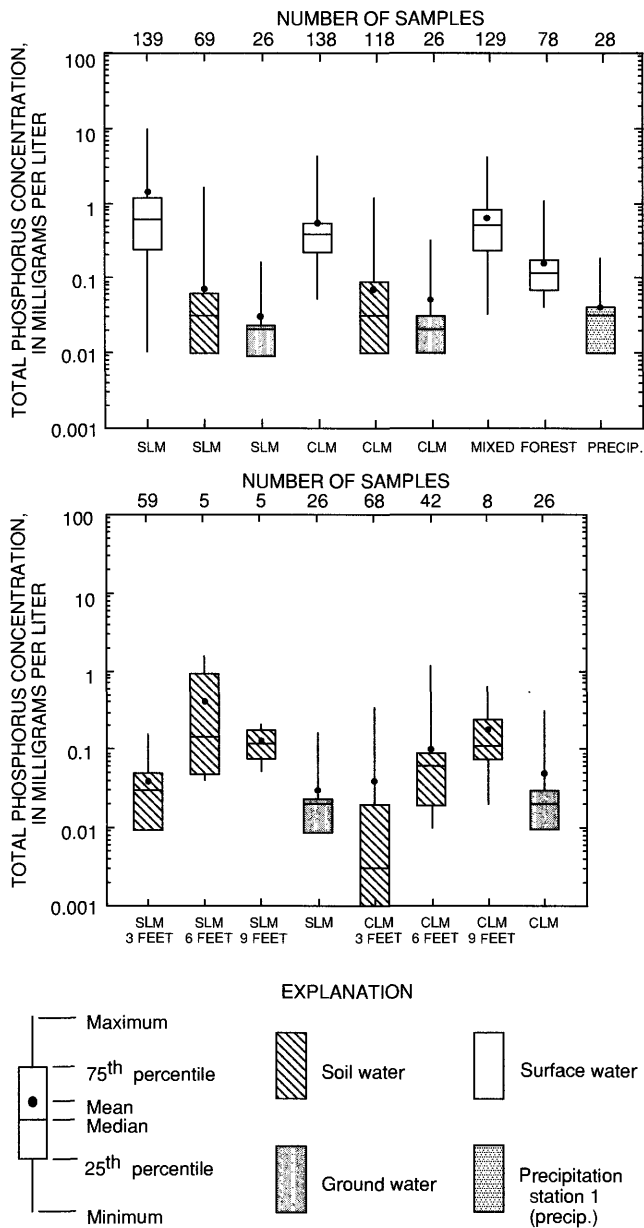 NUMBER OF SAMPLES
139 69 26 138 118 26 129 78 28
TOTAL PHOSPHORUS CONCENTRATION,
IN MILLIGRAMS PER LITER
100
10
1
0.1
0.01
0.001
SLM SLM SLM CLM CLM CLM MIXED FOREST PRECIP.
NUMBER OF SAMPLES
59 5 5 26 68 42 8 26
TOTAL PHOSPHORUS CONCENTRATION,
IN MILLIGRAMS PER LITER
100
10
1
0.1
0.01
0.001
SLM SLM SLM SLM CLM CLM CLM CLM
3 FEET 6 FEET 9 FEET 3 FEET 6 FEET 9 FEET
EXPLANATION
Maximum
75th percentile
Mean
Median
25th percentile
Minimum
Soil water
Surface water
Ground water
Precipitation
station 1
(precip.)